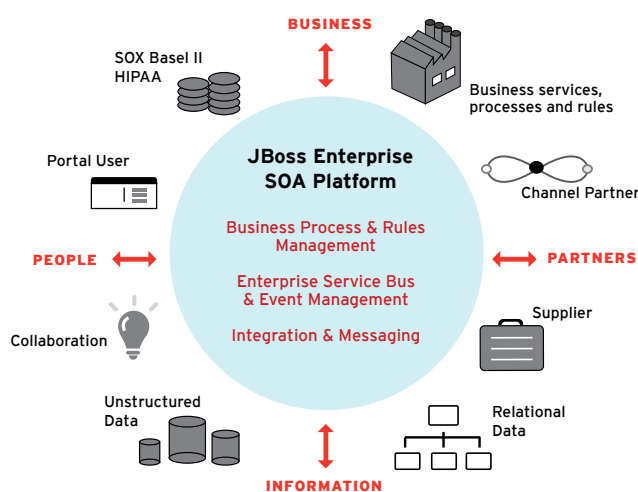 BUSINESS
SOX Basel II
HIPAA
Business services,
processes and rules
JBoss Enterprise
SOA Platform
Portal User
Channel Partner
Business Process & Rules
Management
PEOPLE
PARTNERS
Enterprise Service Bus
& Event Management
Supplier
Collaboration
Integration & Messaging
Unstructured
Data
Relational
Data
INFORMATION